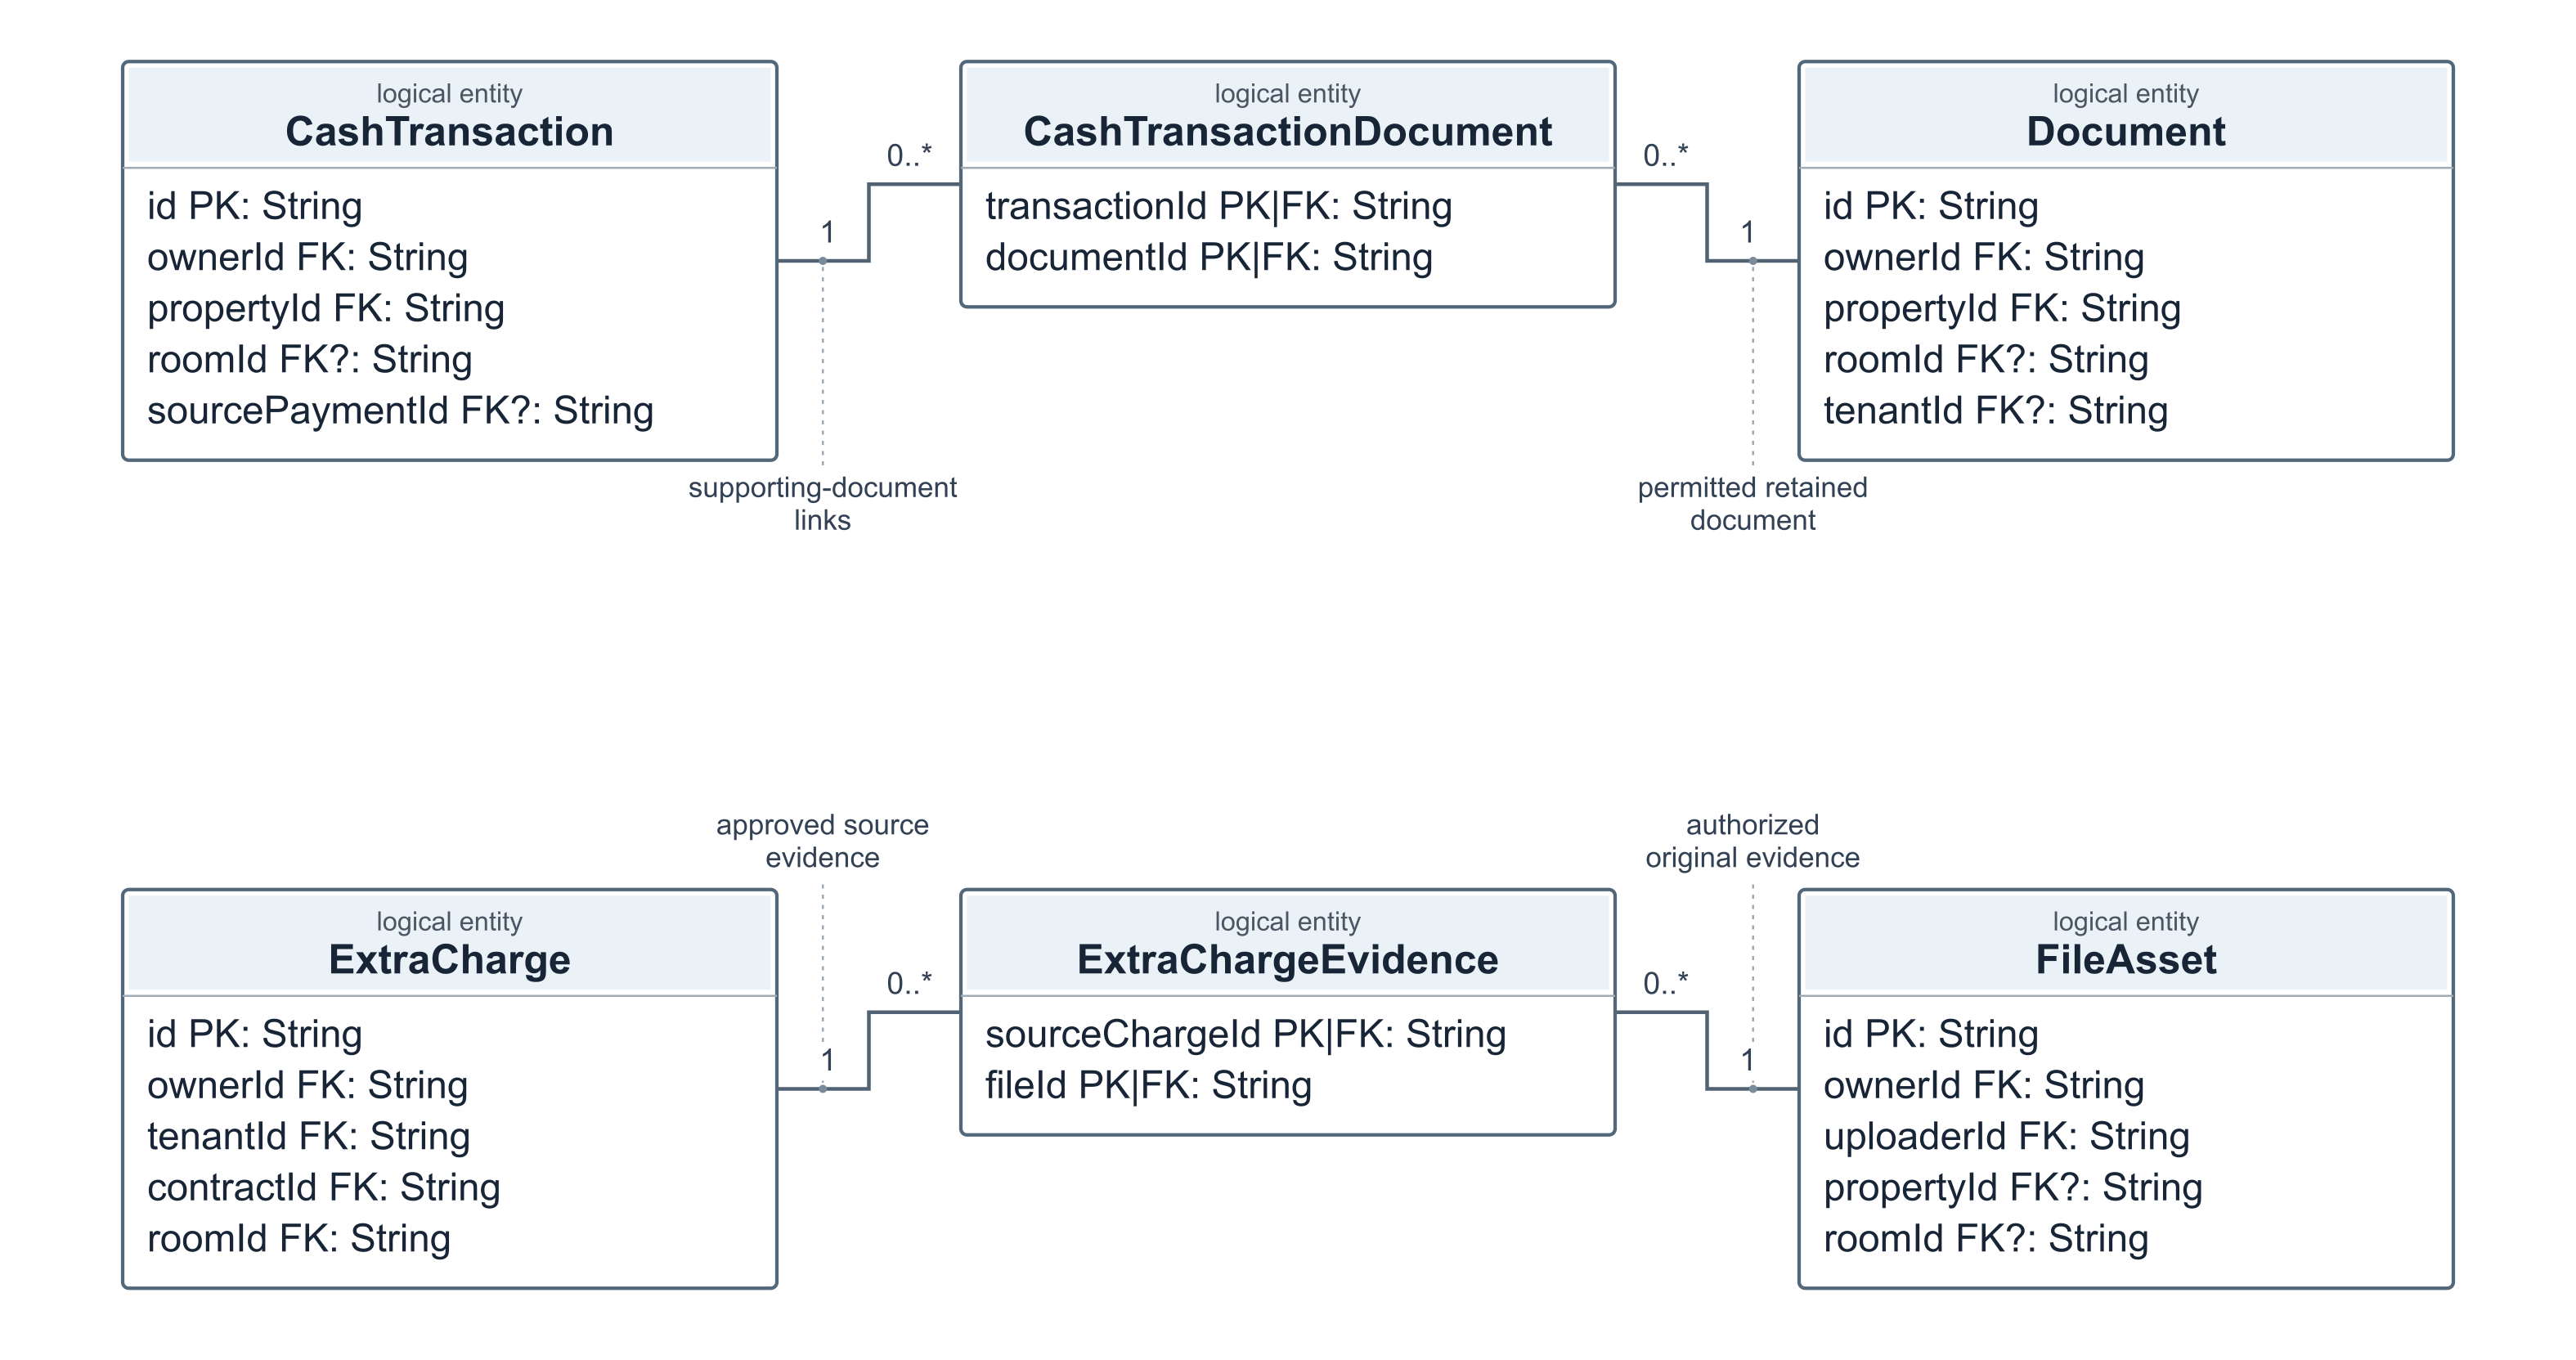 logical entity
CashTransaction
id PK: String
ownerId FK: String
propertyId FK: String
roomId FK?: String
sourcePaymentId FK?: String
1
0..*
supporting-document
links
logical entity
CashTransactionDocument
transactionId PK|FK: String
documentId PK|FK: String
0..*
1
permitted retained
document
logical entity
Document
id PK: String
ownerId FK: String
propertyId FK: String
roomId FK?: String
tenantId FK?: String
logical entity
ExtraCharge
id PK: String
ownerId FK: String
tenantId FK: String
contractId FK: String
roomId FK: String
approved source
evidence
1
0..*
logical entity
ExtraChargeEvidence
sourceChargeId PK|FK: String
fileId PK|FK: String
authorized
original evidence
0..*
1
logical entity
FileAsset
id PK: String
ownerId FK: String
uploaderId FK: String
propertyId FK?: String
roomId FK?: String